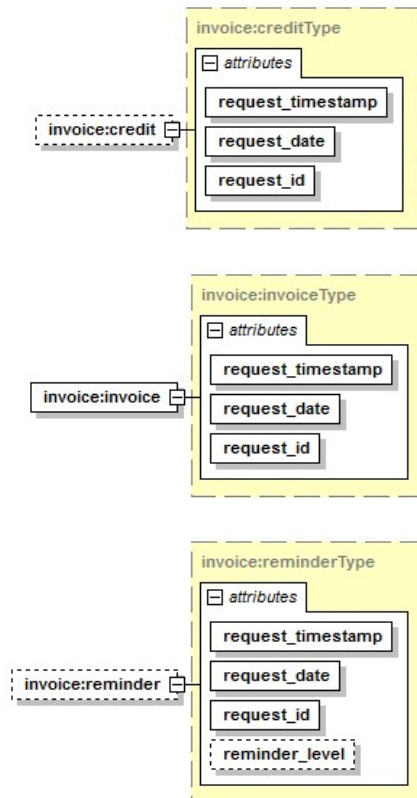 invoice:creditType
attributes
request_timestamp
invoice:credit
request_date
request_id
invoice:invoiceType
attributes
request_timestamp
invoice:invoice
request_date
request_id
invoice:reminderType
attributes
request_timestamp
request_date
invoice:reminder
request_id
reminder_level